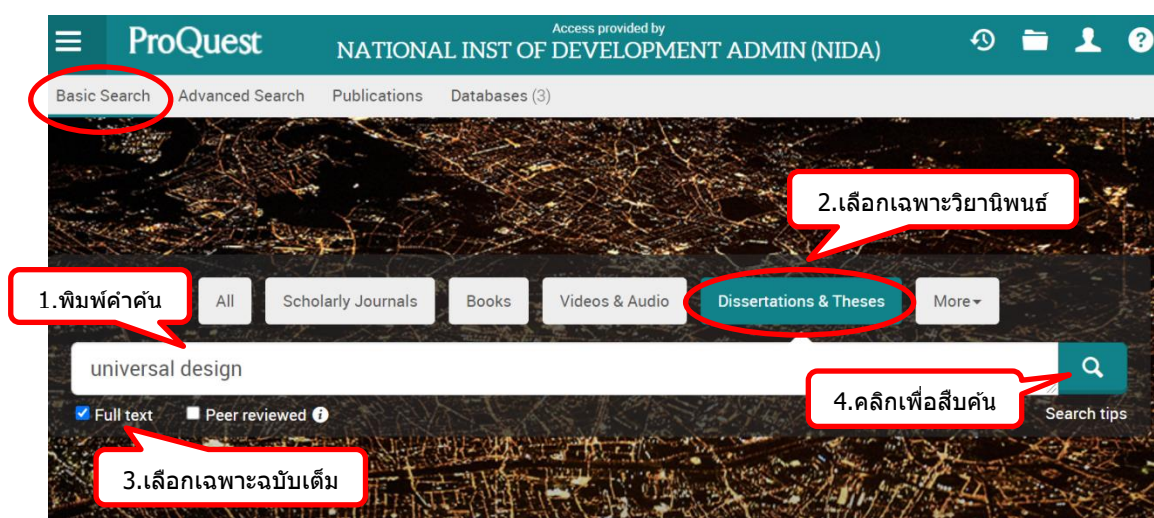 ProQuest
Access provided by
NATIONAL INST OF DEVELOPMENT ADMIN (NIDA)
Basic Search Advanced Search Publications Databases (3)
2.เลือกเฉพาะวิยานิพนธ์
1.พิมพ์คำค้น
All Scholarly Journals Books Videos & Audio Dissertations & Theses More
universal design
4.คลิกเพื่อสืบค้น
Full text Peer reviewed
Search tips
3.เลือกเฉพาะฉบับเต็ม